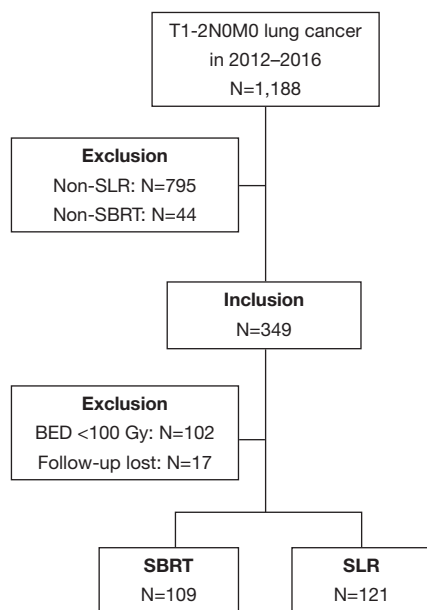 T1-2N0M0 lung cancer
in 2012–2016
N=1,188
Exclusion
Non-SLR: N=795
Non-SBRT: N=44
Inclusion
N=349
Exclusion
BED <100 Gy: N=102
Follow-up lost: N=17
SBRT
N=109
SLR
N=121